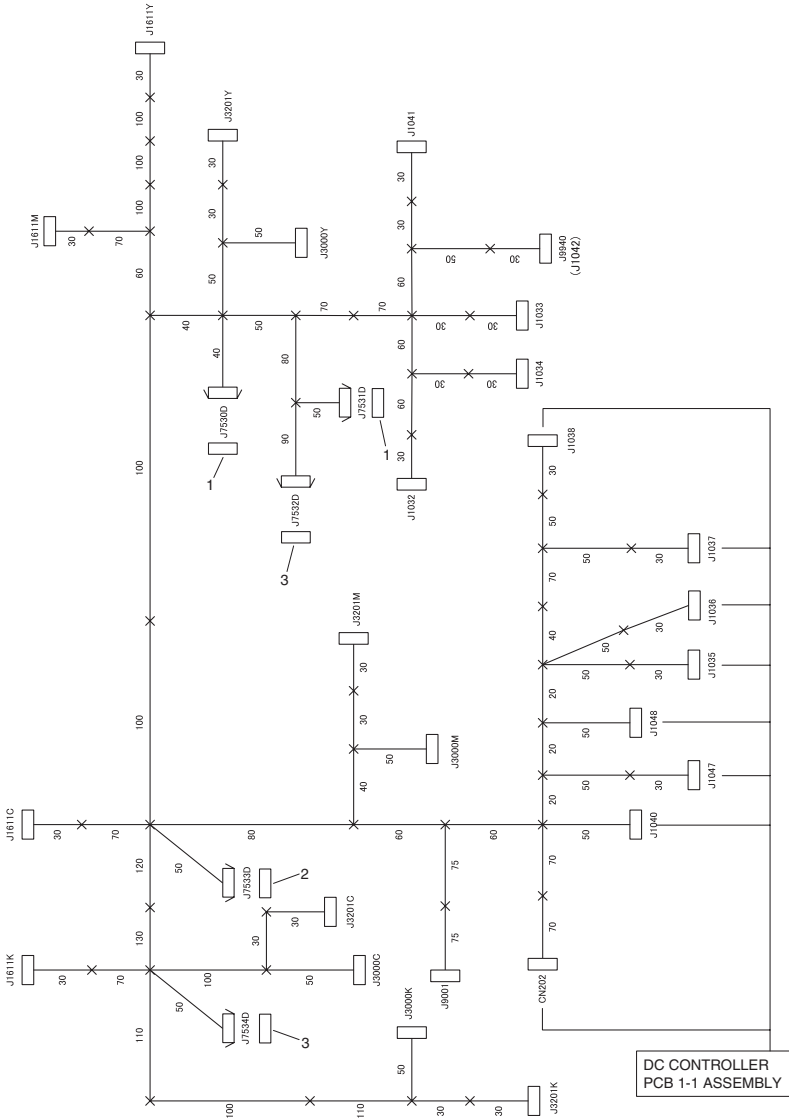 J1611Y
30
100
100
100
J1611M
30
70
60
J3201Y
30
30
50
50
J3000Y
40
40
50
J7530D
1
80
70
50
J7531D
1
90
J7532D
3
70
J1041
30
30
60
50
30
J9940
(J1042)
30
30
J1033
60
30
30
J1034
60
30
J1032
100
100
J1611C
30
70
120
50
J7533D
2
80
J3201M
30
30
50
J3000M
40
60
75
75
J9001
60
J1038
30
50
70
50
30
J1037
40
50
30
J1036
50
30
J1035
20
50
J1048
20
50
30
J1047
20
50
J1040
70
70
CN202
130
J1611K
30
70
100
30
30
J3201C
50
J3000C
50
J7534D
3
110
100
J3000K
50
110
30
30
J3201K
DC CONTROLLER
PCB 1-1 ASSEMBLY